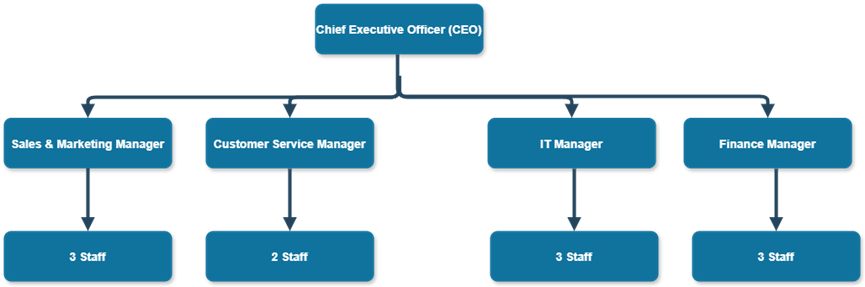 Chief Executive Officer (CEO)
Sales & Marketing Manager
Customer Service Manager
IT Manager
Finance Manager
3 Staff
2 Staff
3 Staff
3 Staff